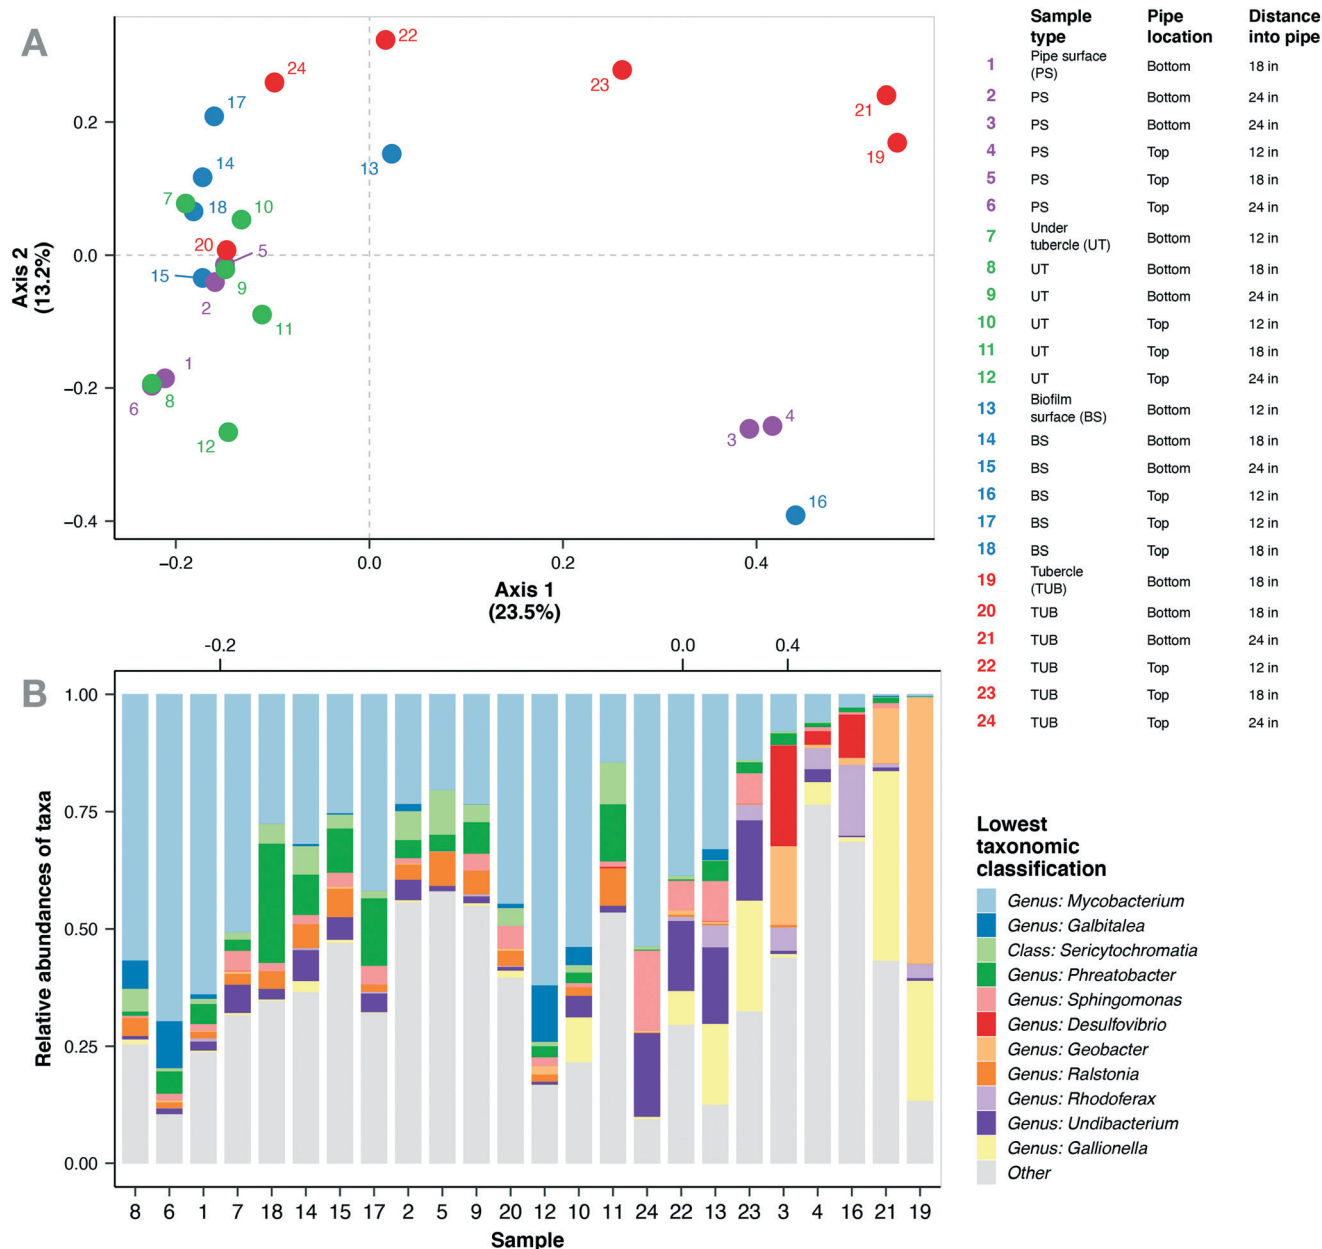 A
0.2
0.0
−0.2
−0.4
Axis 2
(13.2%)
22
24
23
17
21
13
19
14
7
18
10
20
5
15
9
2
11
1
6
8
12
3
4
16
−0.2
0.0
0.2
0.4
Axis 1
(23.5%)
Sample type Pipe location Distance into pipe
1 Pipe surface (PS) Bottom 18 in
2 PS Bottom 24 in
3 PS Bottom 24 in
4 PS Top 12 in
5 PS Top 18 in
6 PS Top 24 in
7 Under tubercle (UT) Bottom 12 in
8 UT Bottom 18 in
9 UT Bottom 24 in
10 UT Top 12 in
11 UT Top 18 in
12 UT Top 24 in
13 Biofilm surface (BS) Bottom 12 in
14 BS Bottom 18 in
15 BS Bottom 24 in
16 BS Top 12 in
17 BS Top 12 in
18 BS Top 18 in
19 Tubercle (TUB) Bottom 18 in
20 TUB Bottom 18 in
21 TUB Bottom 24 in
22 TUB Top 12 in
23 TUB Top 18 in
24 TUB Top 24 in
B
-0.2 0.0 0.4
1.00
0.75
0.50
0.25
0.00
Relative abundances of taxa
8 6 1 7 18 14 15 17 2 5 9 20 12 10 11 24 22 13 23 3 4 16 21 19
Sample
Lowest
taxonomic
classification
Genus: Mycobacterium
Genus: Galbitalea
Class: Sericytochromatia
Genus: Phreatobacter
Genus: Sphingomonas
Genus: Desulfovibrio
Genus: Geobacter
Genus: Ralstonia
Genus: Rhodoferax
Genus: Undibacterium
Genus: Gallionella
Other